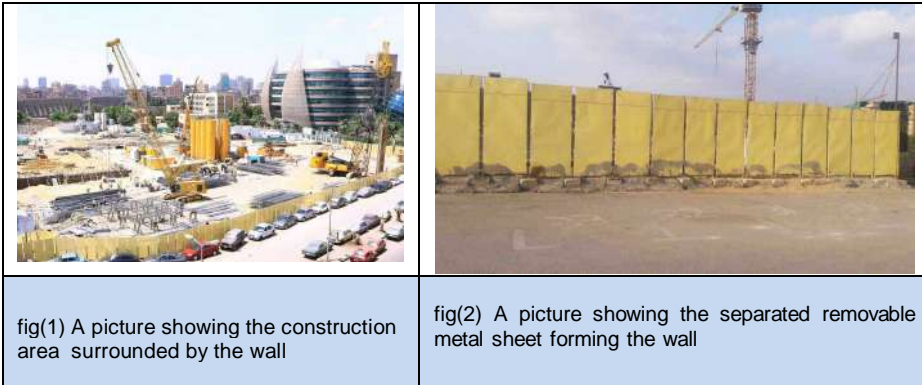 fig(1) A picture showing the construction
area surrounded by the wall
fig(2) A picture showing the separated removable
metal sheet forming the wall